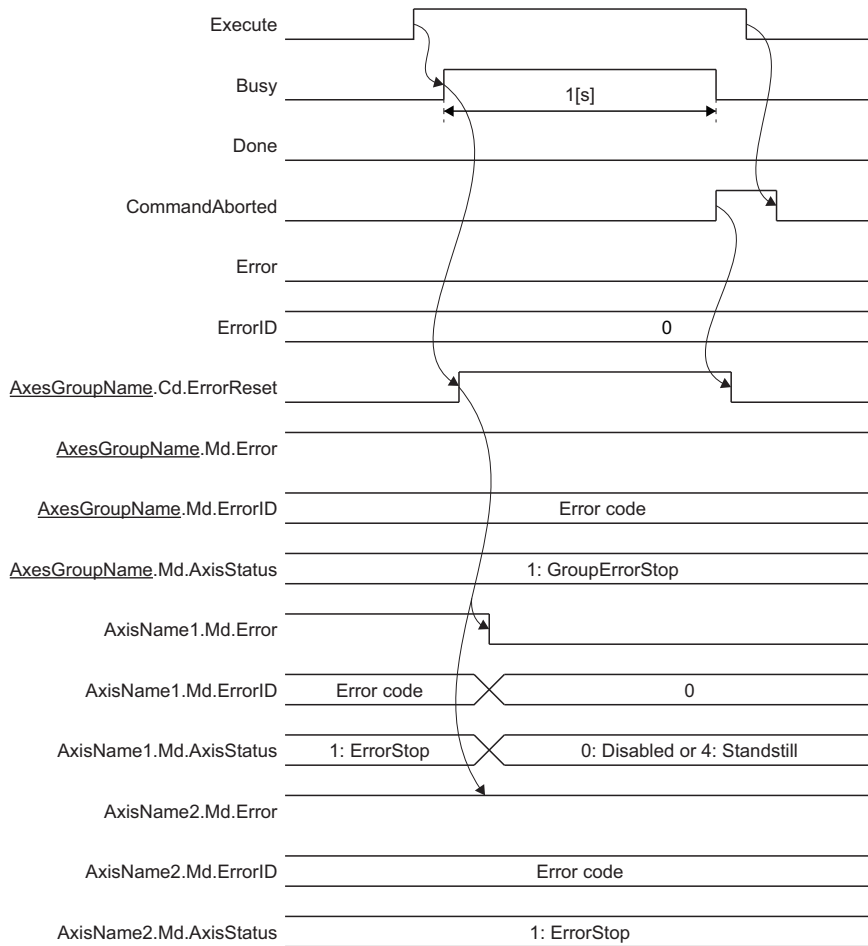 Execute
Busy
1[s]
Done
CommandAborted
Error
ErrorID
0
AxesGroupName.Cd.ErrorReset
AxesGroupName.Md.Error
AxesGroupName.Md.ErrorID
Error code
AxesGroupName.Md.AxisStatus
1: GroupErrorStop
AxisName1.Md.Error
AxisName1.Md.ErrorID
Error code
0
AxisName1.Md.AxisStatus
1: ErrorStop
0: Disabled or 4: Standstill
AxisName2.Md.Error
AxisName2.Md.ErrorID
Error code
AxisName2.Md.AxisStatus
1: ErrorStop